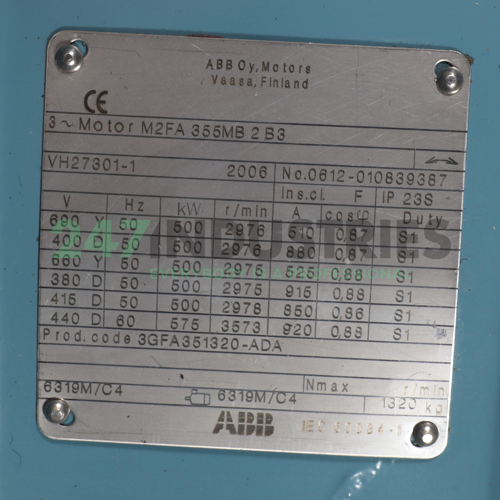 ABB Oy, Motors
Vaasa, Finland
CE
3~Motor M2FA 355MB 2 B3
VH27301-1 2006 No.0612-010839387
Ins.cl. F IP 23S
V Hz kW r/min A cosφ Duty
690 Y 50 500 2976 510 0,87 S1
400 D 50 500 2976 880 0,87 S1
660 Y 50 500 2975 525 0,88 S1
380 D 50 500 2975 915 0,88 S1
415 D 50 500 2978 850 0,86 S1
440 D 60 575 3573 920 0,88 S1
Prod. code 3GFA351320-ADA
Nmax r/min
6319M/C4 6319M/C4 1320 kg
ABB IEC 60034-1